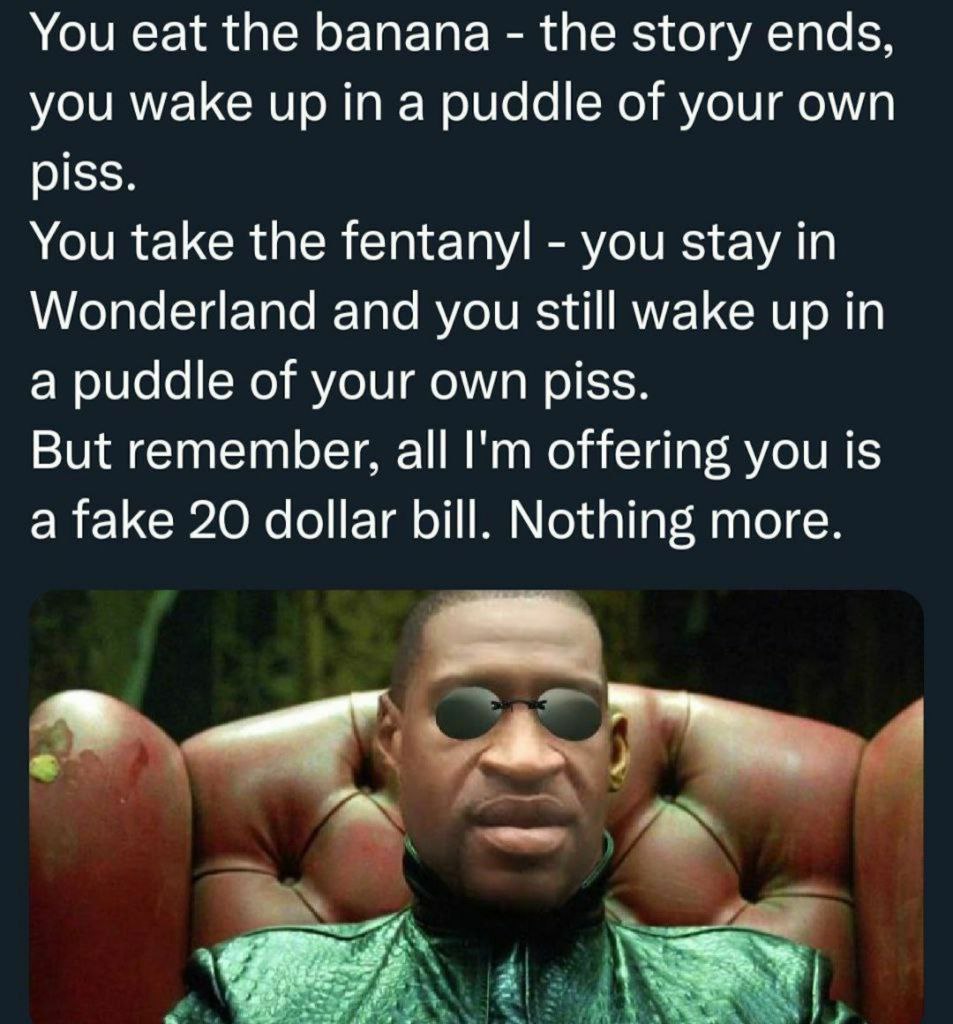 You eat the banana - the story ends,
you wake up in a puddle of your own
piss.
You take the fentanyl - you stay in
Wonderland and you still wake up in
a puddle of your own piss.
But remember, all I'm offering you is
a fake 20 dollar bill. Nothing more.